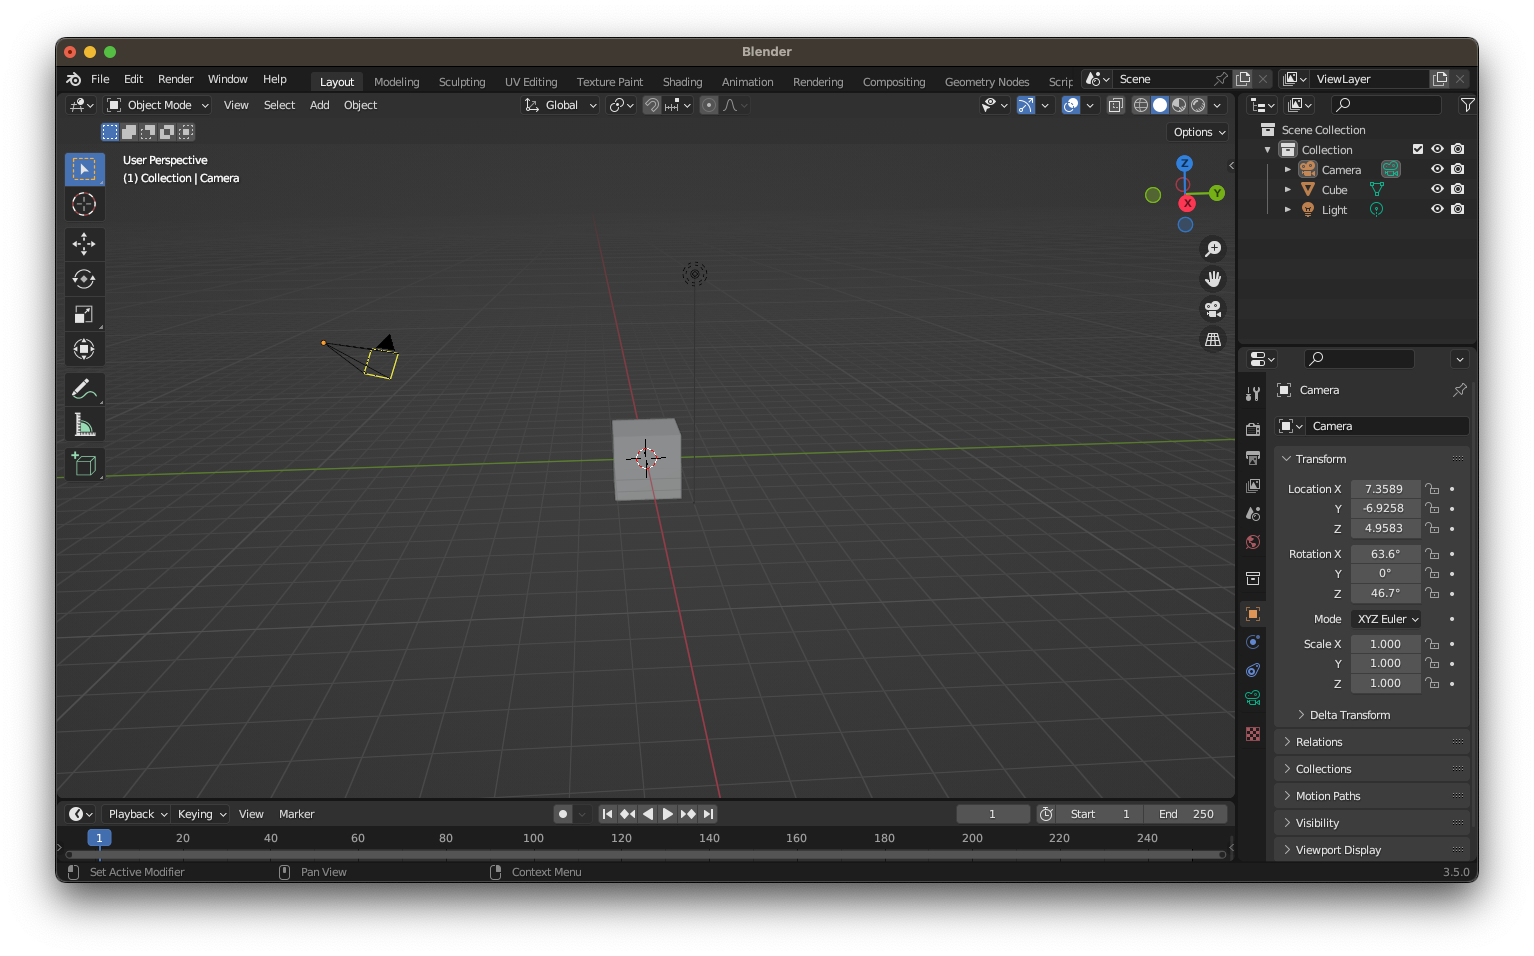 Blender
File Edit Render Window Help Layout Modeling Sculpting UV Editing Texture Paint Shading Animation Rendering Compositing Geometry Nodes Scrip Scene ViewLayer
Object Mode View Select Add Object Global
Options
User Perspective
(1) Collection | Camera
Z
Y
X
Scene Collection
Collection
Camera
Cube
Light
Camera
Camera
Transform
Location X 7.3589
Y -6.9258
Z 4.9583
Rotation X 63.6°
Y 0°
Z 46.7°
Mode XYZ Euler
Scale X 1.000
Y 1.000
Z 1.000
Delta Transform
Relations
Collections
Motion Paths
Visibility
Viewport Display
Playback Keying View Marker 1 Start 1 End 250
1 20 40 60 80 100 120 140 160 180 200 220 240
Set Active Modifier Pan View Context Menu 3.5.0